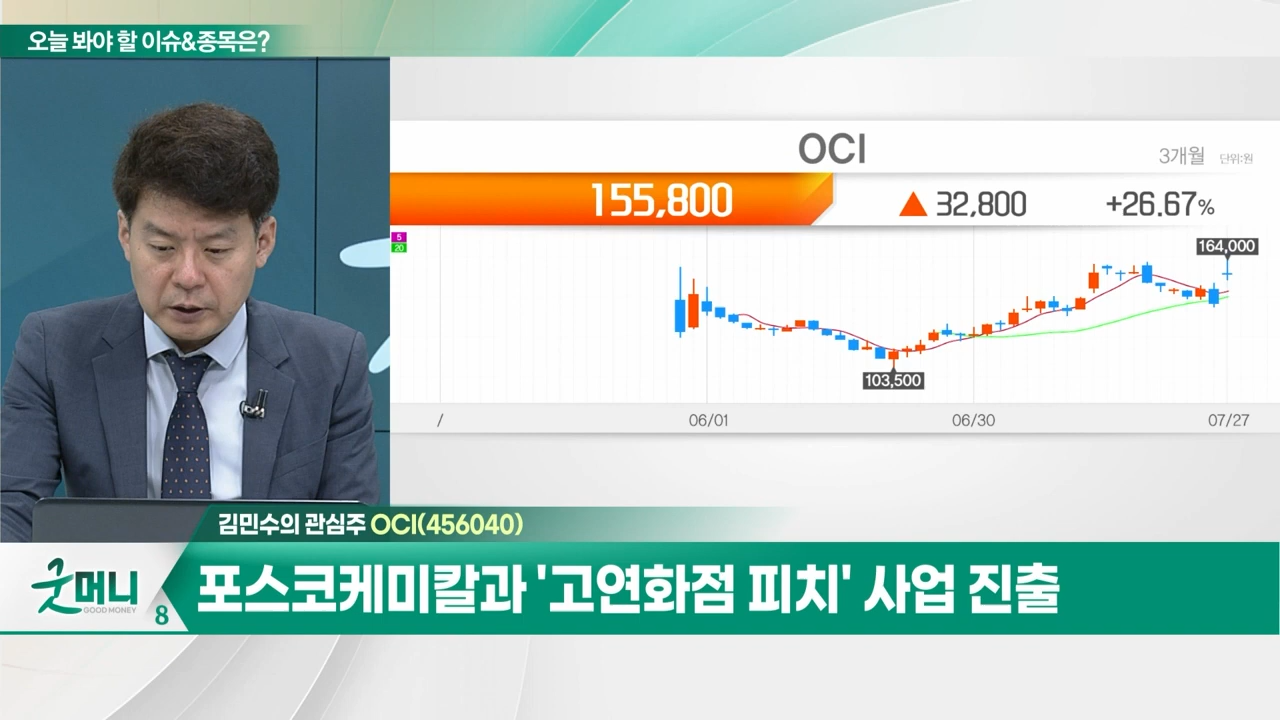 오늘 봐야 할 이슈&종목은?
OCI
3개월 단위:원
155,800 ▲ 32,800 +26.67%
5
20
164,000
103,500
/ 06/01 06/30 07/27
김민수의 관심주 OCI(456040)
굿머니 GOOD MONEY 8
포스코케미칼과 '고연화점 피치' 사업 진출